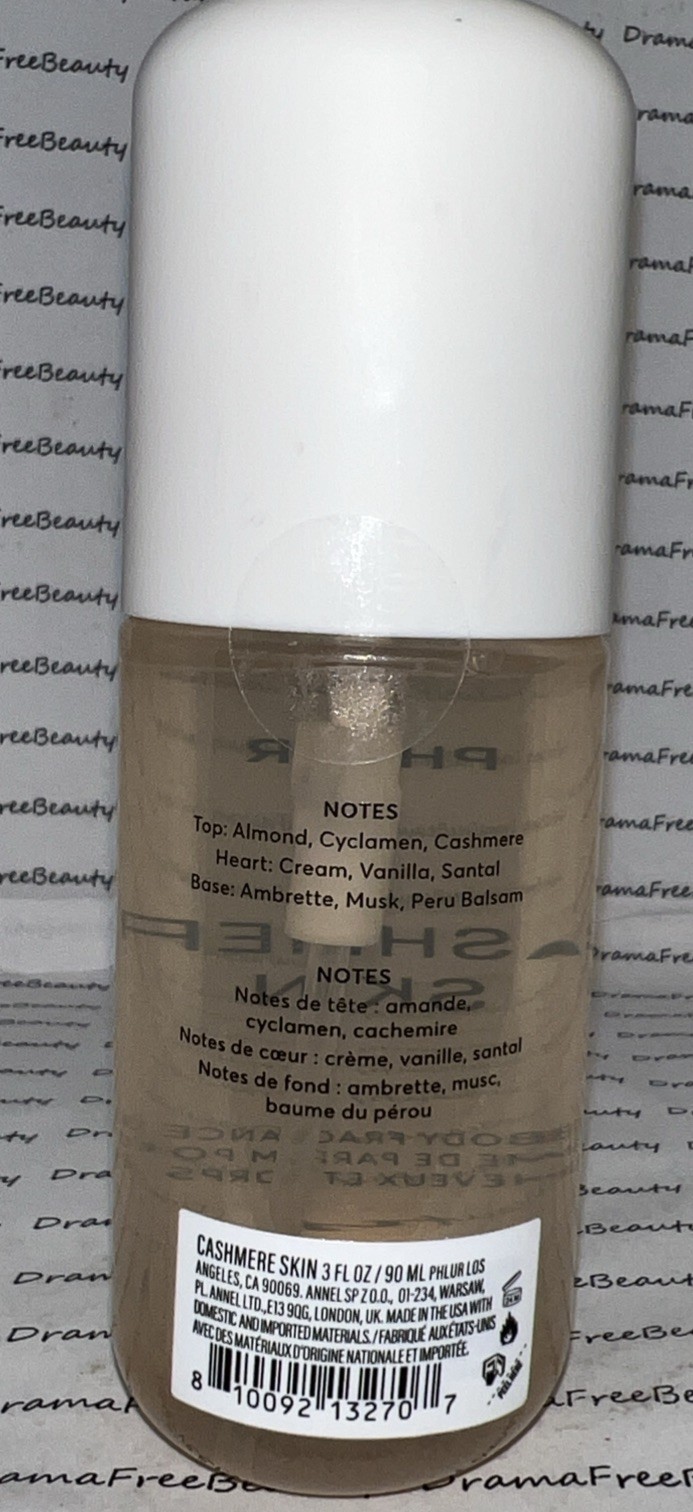 NOTES
Top: Almond, Cyclamen, Cashmere
Heart: Cream, Vanilla, Santal
Base: Ambrette, Musk, Peru Balsam
NOTES
Notes de tête : amande,
cyclamen, cachemire
Notes de cœur : crème, vanille, santal
Notes de fond : ambrette, musc,
baume du pérou
CASHMERE SKIN 3 FL OZ / 90 ML PHLUR LOS
ANGELES, CA 90069. ANNEL SP Z O.O., 01-234, WARSAW,
PL. ANNEL LTD., E13 9QG, LONDON, UK. MADE IN THE USA WITH
DOMESTIC AND IMPORTED MATERIALS. / FABRIQUÉ AUX ÉTATS-UNIS
AVEC DES MATÉRIAUX D'ORIGINE NATIONALE ET IMPORTÉE.
8 10092 13270 7
DramaFreeBeauty